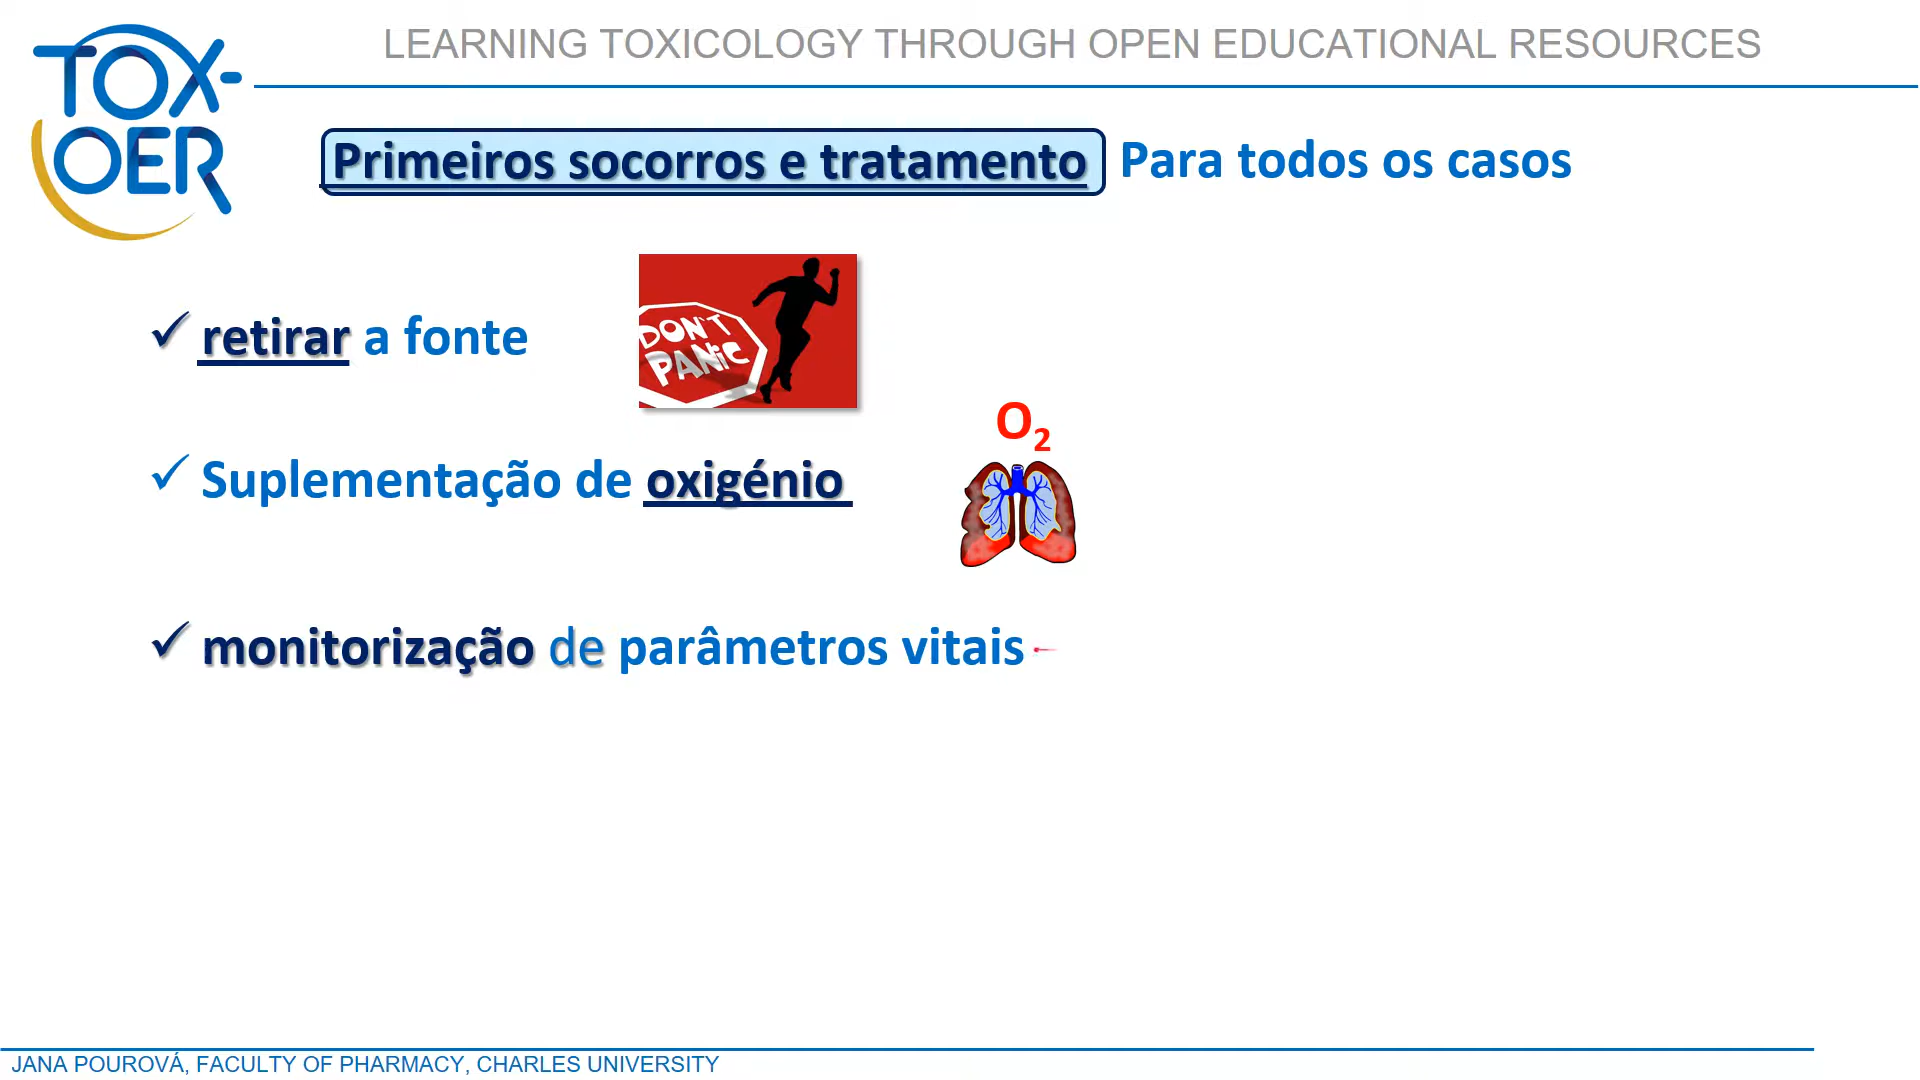 TOX-
OER
LEARNING TOXICOLOGY THROUGH OPEN EDUCATIONAL RESOURCES
Primeiros socorros e tratamento Para todos os casos
✓ retirar a fonte
DON'T
PANIC
O₂
✓ Suplementação de oxigénio
✓ monitorização de parâmetros vitais
JANA POUROVÁ, FACULTY OF PHARMACY, CHARLES UNIVERSITY